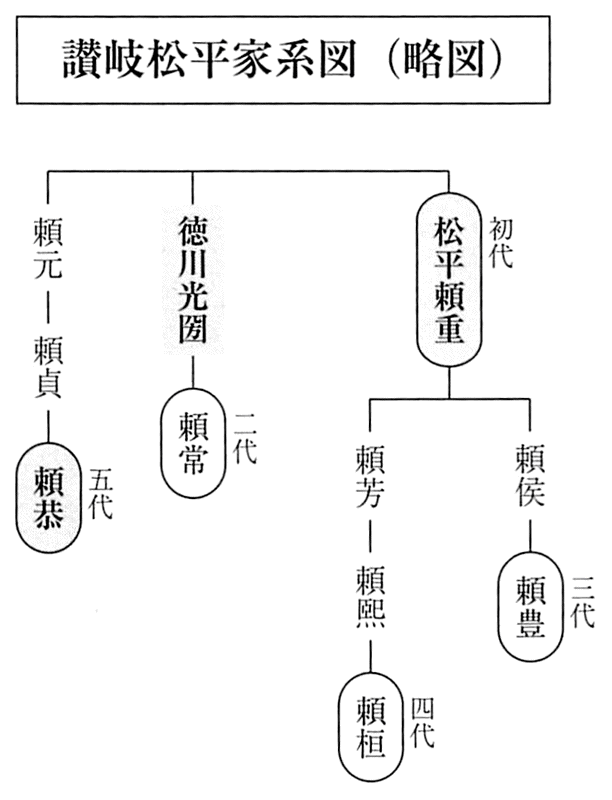 讃岐松平家系図（略図）
初代
松平頼重
頼侯
三代
頼豊
頼芳
頼熙
四代
頼桓
徳川光圀
二代
頼常
頼元
頼貞
五代
頼恭